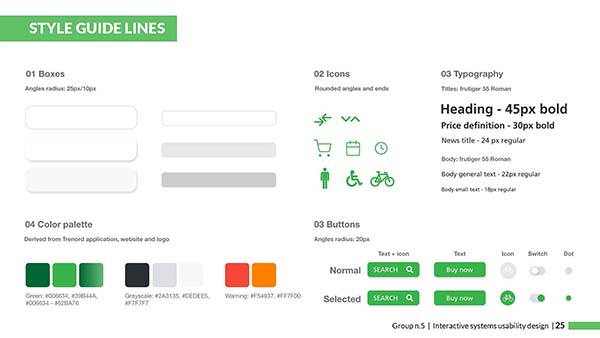 STYLE GUIDE LINES
01 Boxes
Angles radius: 25px/10px
02 Icons
Rounded angles and ends
03 Typography
Titles: frutiger 55 Roman
Heading - 45px bold
Price definition - 30px bold
News title - 24 px regular
Body: frutiger 55 Roman
Body general text - 22px regular
Body small text - 18px regular
04 Color palette
Derived from Trenord application, website and logo
Green: #006634, #39B44A,
#006634 - #62BA76
Grayscale: #2A3135, #DEDEE5,
#F7F7F7
Warning: #F54937, #FF7F00
03 Buttons
Angles radius: 20px
Text + icon Text Icon Switch Dot
Normal SEARCH Buy now
Selected SEARCH Buy now
Group n.5 | Interactive systems usability design | 25